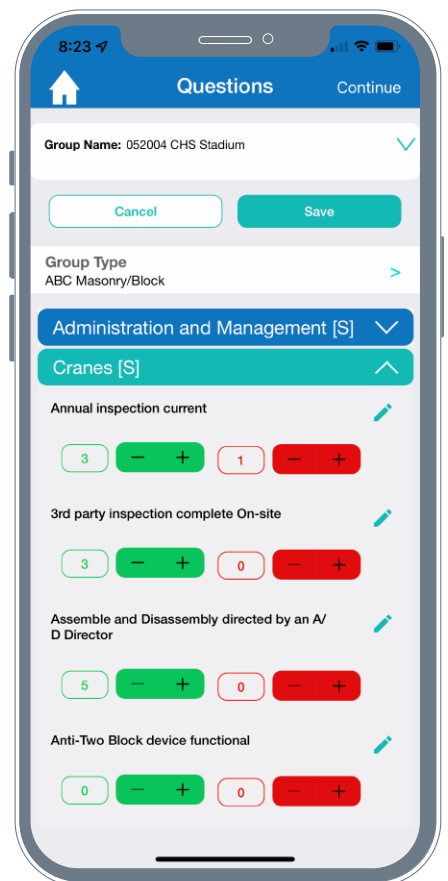 8:23
Questions
Continue
Group Name: 052004 CHS Stadium
Cancel
Save
Group Type
ABC Masonry/Block
>
Administration and Management [S]
Cranes [S]
Annual inspection current
3 − + 1 − +
3rd party inspection complete On-site
3 − + 0 − +
Assemble and Disassembly directed by an A/
D Director
5 − + 0 − +
Anti-Two Block device functional
0 − + 0 − +